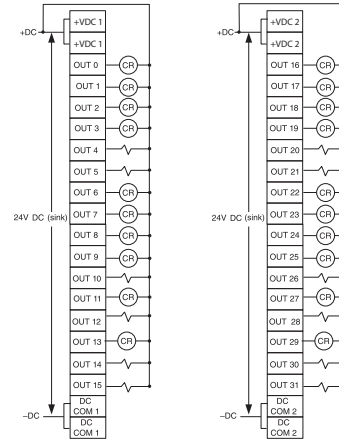 +VDC 1
+DC
+VDC 1
OUT 0 CR
OUT 1 CR
OUT 2 CR
OUT 3 CR
OUT 4
OUT 5
OUT 6 CR
24V DC (sink) OUT 7 CR
OUT 8 CR
OUT 9 CR
OUT 10
OUT 11 CR
OUT 12
OUT 13 CR
OUT 14
OUT 15
DC
COM 1
–DC
DC
COM 1
+VDC 2
+DC
+VDC 2
OUT 16 CR
OUT 17 CR
OUT 18 CR
OUT 19 CR
OUT 20
OUT 21
OUT 22 CR
24V DC (sink) OUT 23 CR
OUT 24 CR
OUT 25 CR
OUT 26
OUT 27 CR
OUT 28
OUT 29 CR
OUT 30
OUT 31
DC
COM 2
–DC
DC
COM 2